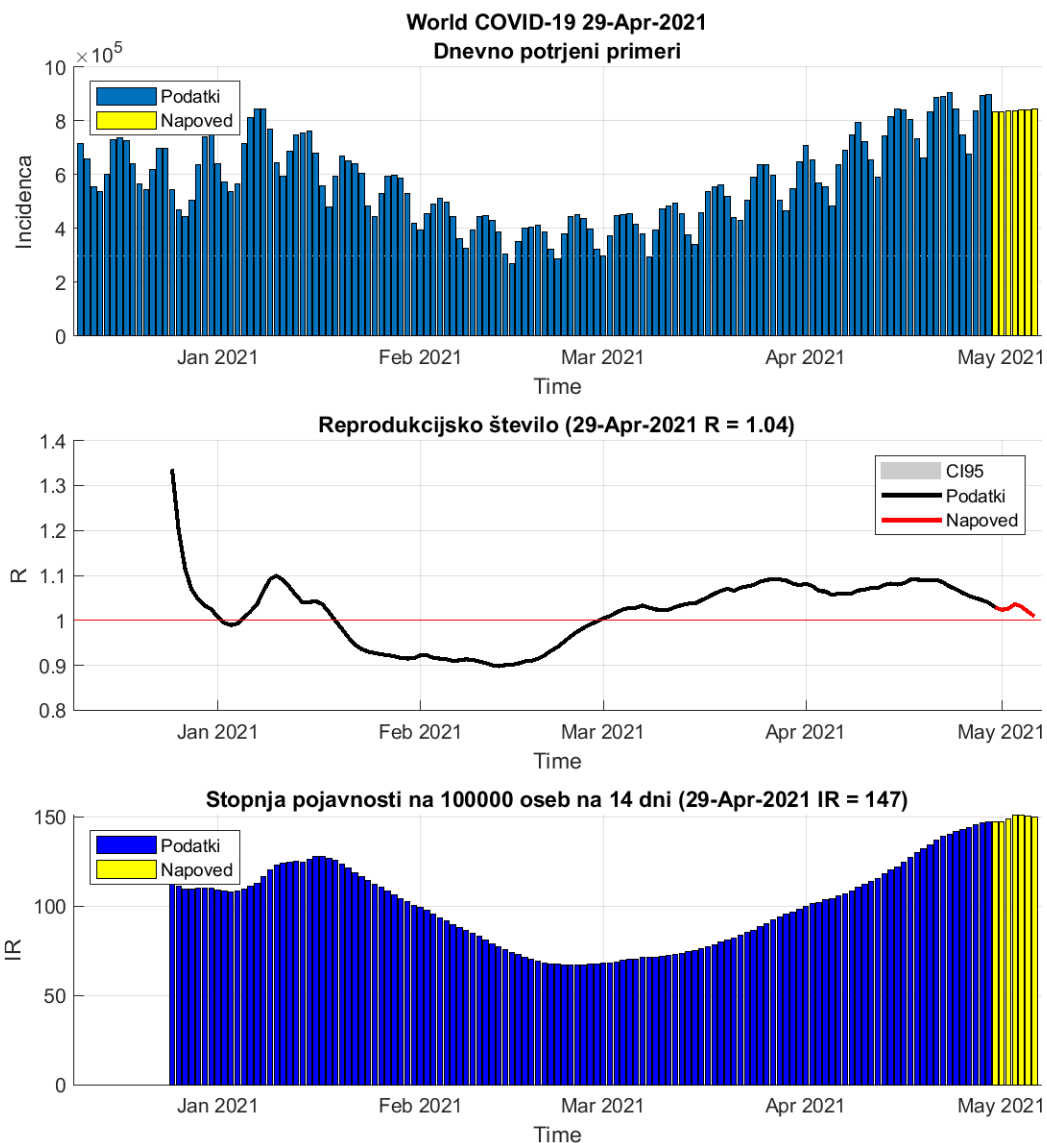 World COVID-19 29-Apr-2021
Dnevno potrjeni primeri
×10^5
10
8
6
4
2
0
Incidenca
Podatki
Napoved
Jan 2021
Feb 2021
Mar 2021
Apr 2021
May 2021
Time
Reprodukcijsko število (29-Apr-2021 R = 1.04)
1.4
1.3
1.2
1.1
1
0.9
0.8
R
CI95
Podatki
Napoved
Jan 2021
Feb 2021
Mar 2021
Apr 2021
May 2021
Time
Stopnja pojavnosti na 100000 oseb na 14 dni (29-Apr-2021 IR = 147)
150
100
50
0
IR
Podatki
Napoved
Jan 2021
Feb 2021
Mar 2021
Apr 2021
May 2021
Time